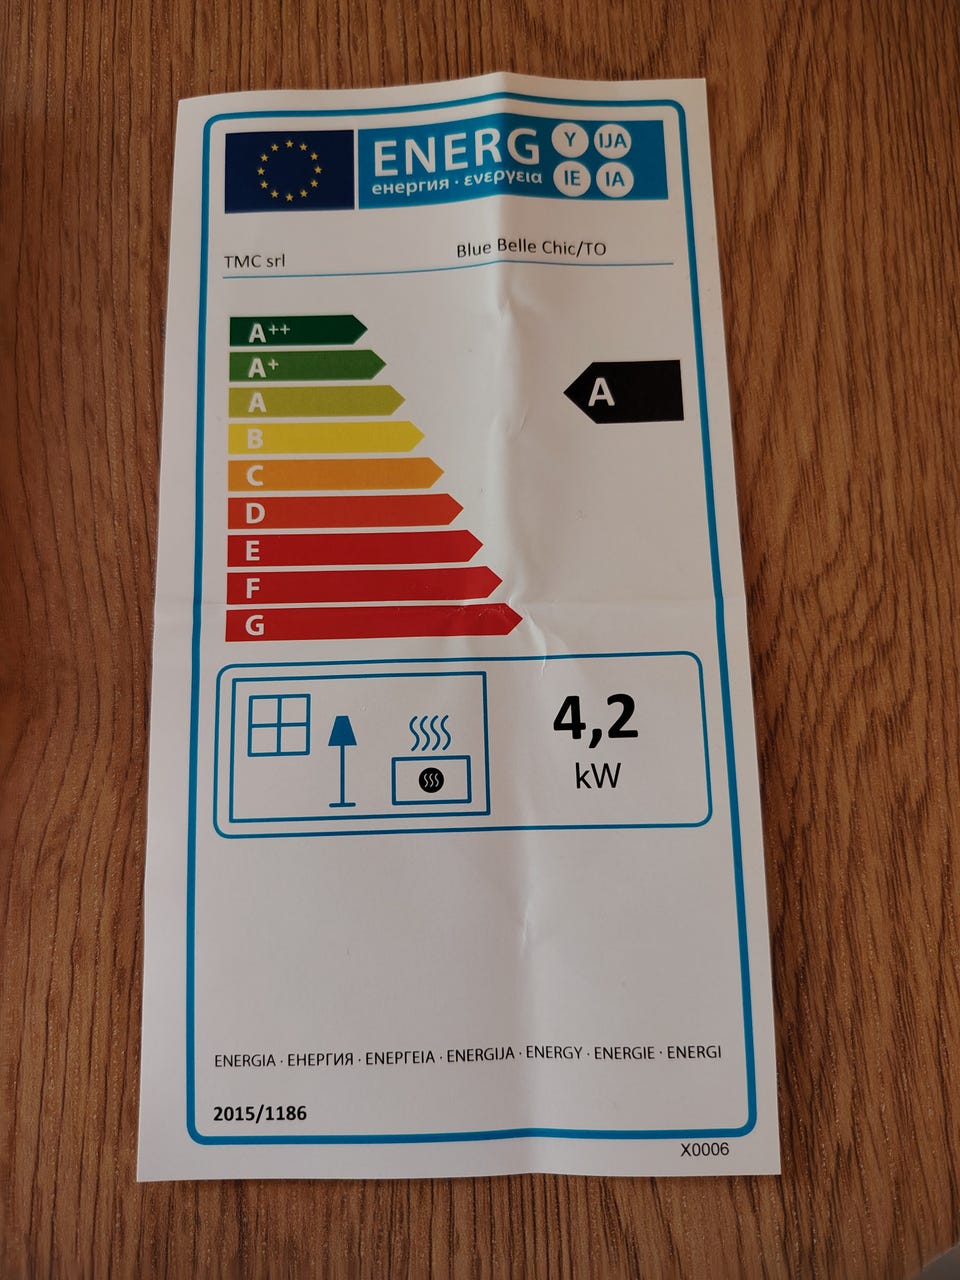 ENERG Y IJA
енергия · ενεργεια IE IA
TMC srl Blue Belle Chic/TO
A++
A+
A
A
B
C
D
E
F
G
4,2
kW
ENERGIA · ЕНЕРГИЯ · ΕΝΕΡΓΕΙΑ · ENERGIJA · ENERGY · ENERGIE · ENERGI
2015/1186
X0006